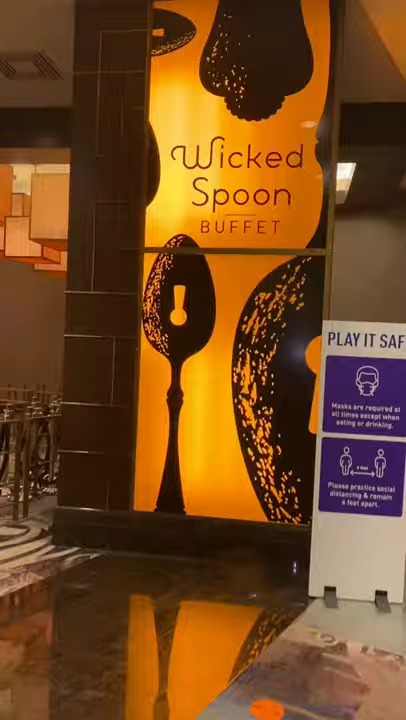 Wicked
Spoon
BUFFET
PLAY IT SAF
Masks are required at
all times except when
eating or drinking.
6 feet
Please practice social
distancing & remain
6 feet apart.